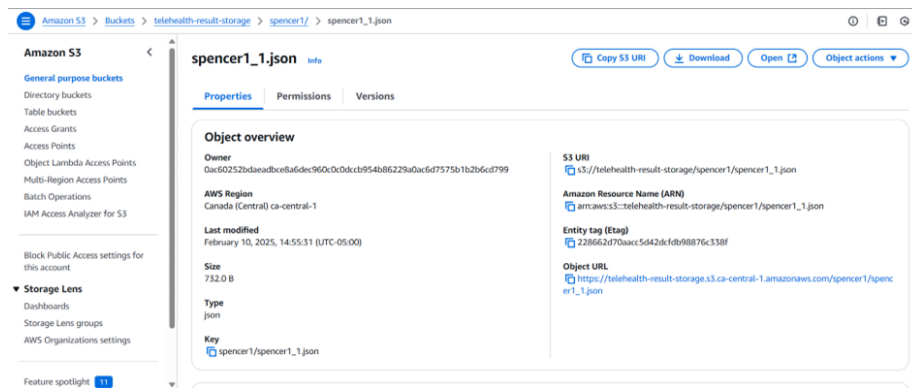 Amazon S3 > Buckets > telehealth-result-storage > spencer1/ > spencer1_1.json
Amazon S3
General purpose buckets
Directory buckets
Table buckets
Access Grants
Access Points
Object Lambda Access Points
Multi-Region Access Points
Batch Operations
IAM Access Analyzer for S3
Block Public Access settings for
this account
Storage Lens
Dashboards
Storage Lens groups
AWS Organizations settings
Feature spotlight 11
spencer1_1.json Info
Copy S3 URI
Download
Open
Object actions
Properties
Permissions
Versions
Object overview
Owner
0ac60252bdaeadbce8a6dec960c0c0dccb954b86229a0ac6d7575b1b2b6cd799
AWS Region
Canada (Central) ca-central-1
Last modified
February 10, 2025, 14:55:31 (UTC-05:00)
Size
732.0 B
Type
json
Key
spencer1/spencer1_1.json
S3 URI
s3://telehealth-result-storage/spencer1/spencer1_1.json
Amazon Resource Name (ARN)
arn:aws:s3:::telehealth-result-storage/spencer1/spencer1_1.json
Entity tag (Etag)
228662d70aacc5d42dcfdb98876c338f
Object URL
https://telehealth-result-storage.s3.ca-central-1.amazonaws.com/spencer1/spenc
er1_1.json